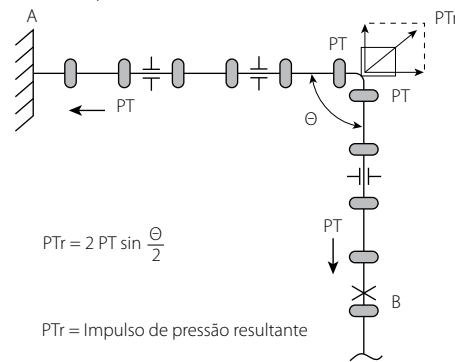 A
PTr
PT
PT
PT
Θ
PT
PTr = 2 PT sin Θ/2
B
PTr = Impulso de pressão resultante